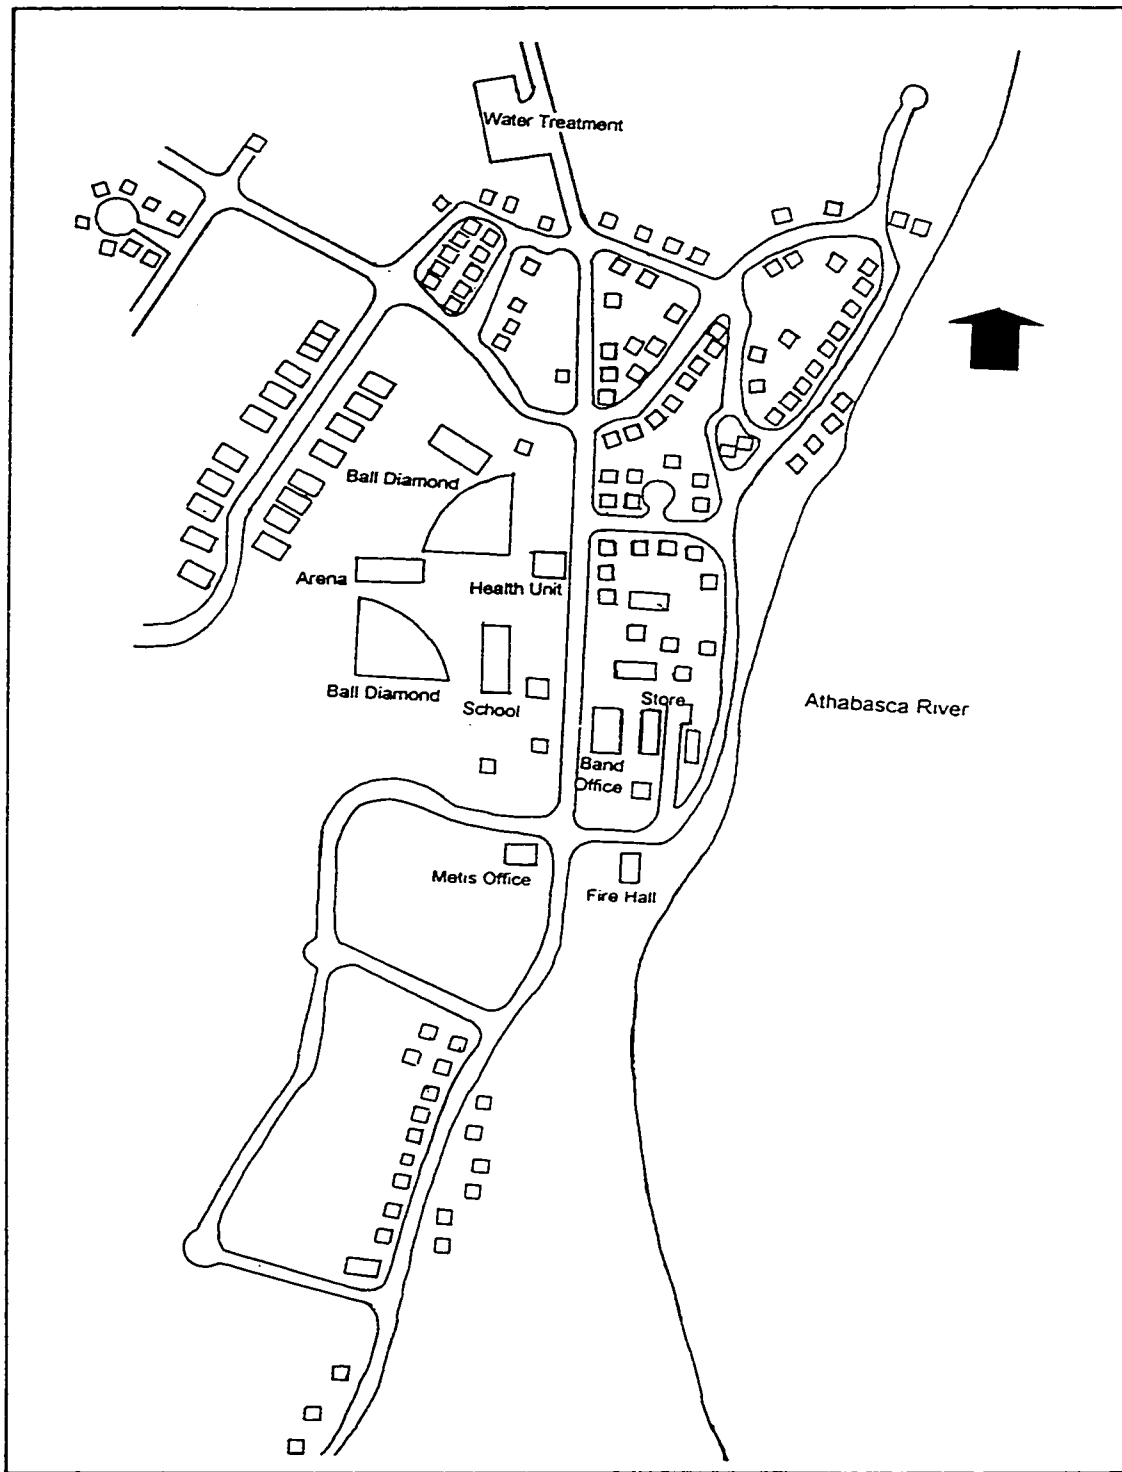 Water Treatment
Ball Diamond
Arena
Health Unit
Ball Diamond
School
Store
Athabasca River
Band
Office
Metis Office
Fire Hall